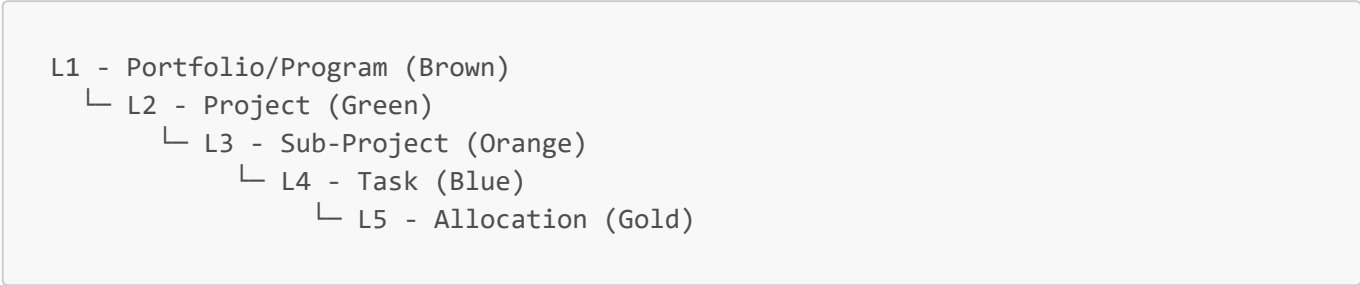 L1 - Portfolio/Program (Brown)
└─ L2 - Project (Green)
└─ L3 - Sub-Project (Orange)
└─ L4 - Task (Blue)
└─ L5 - Allocation (Gold)